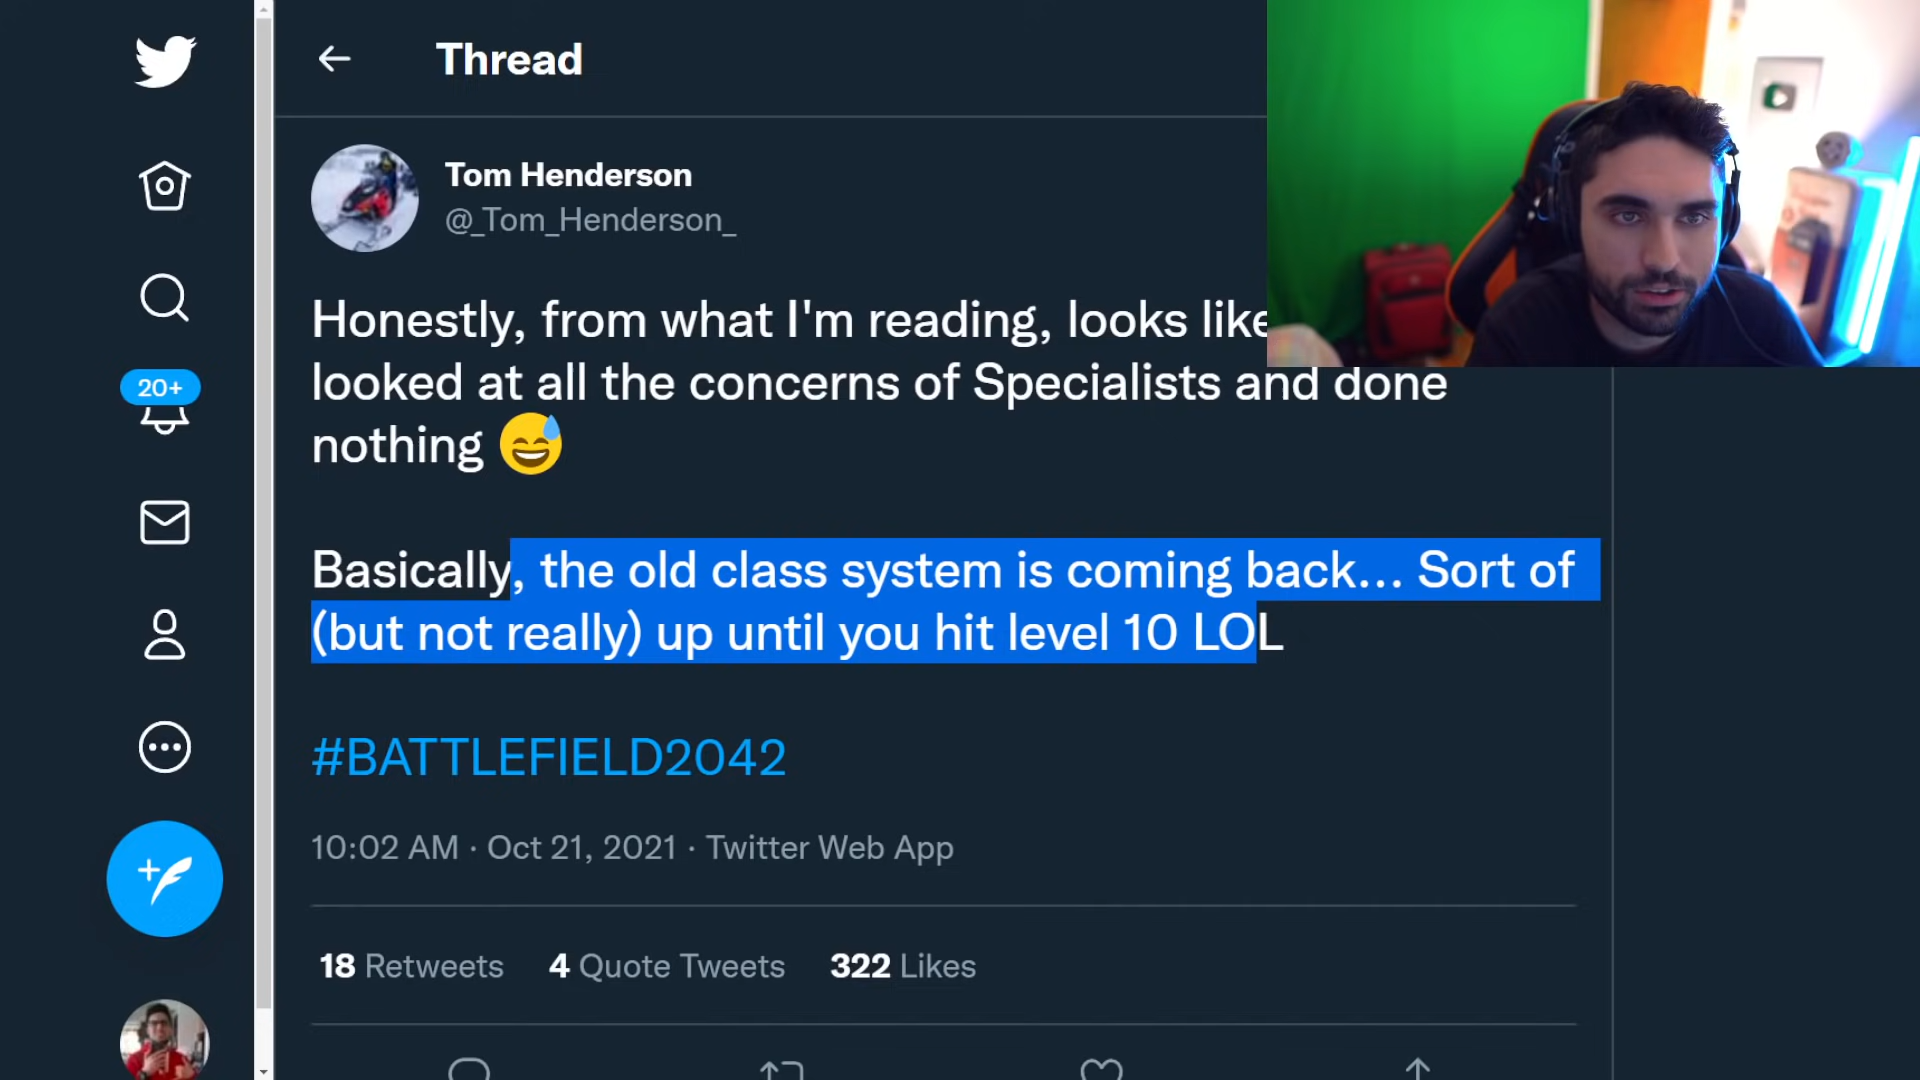 Thread
Tom Henderson
@_Tom_Henderson_
Honestly, from what I'm reading, looks like
looked at all the concerns of Specialists and done
nothing 😅
20+
Basically, the old class system is coming back... Sort of
(but not really) up until you hit level 10 LOL
#BATTLEFIELD2042
10:02 AM · Oct 21, 2021 · Twitter Web App
18 Retweets 4 Quote Tweets 322 Likes